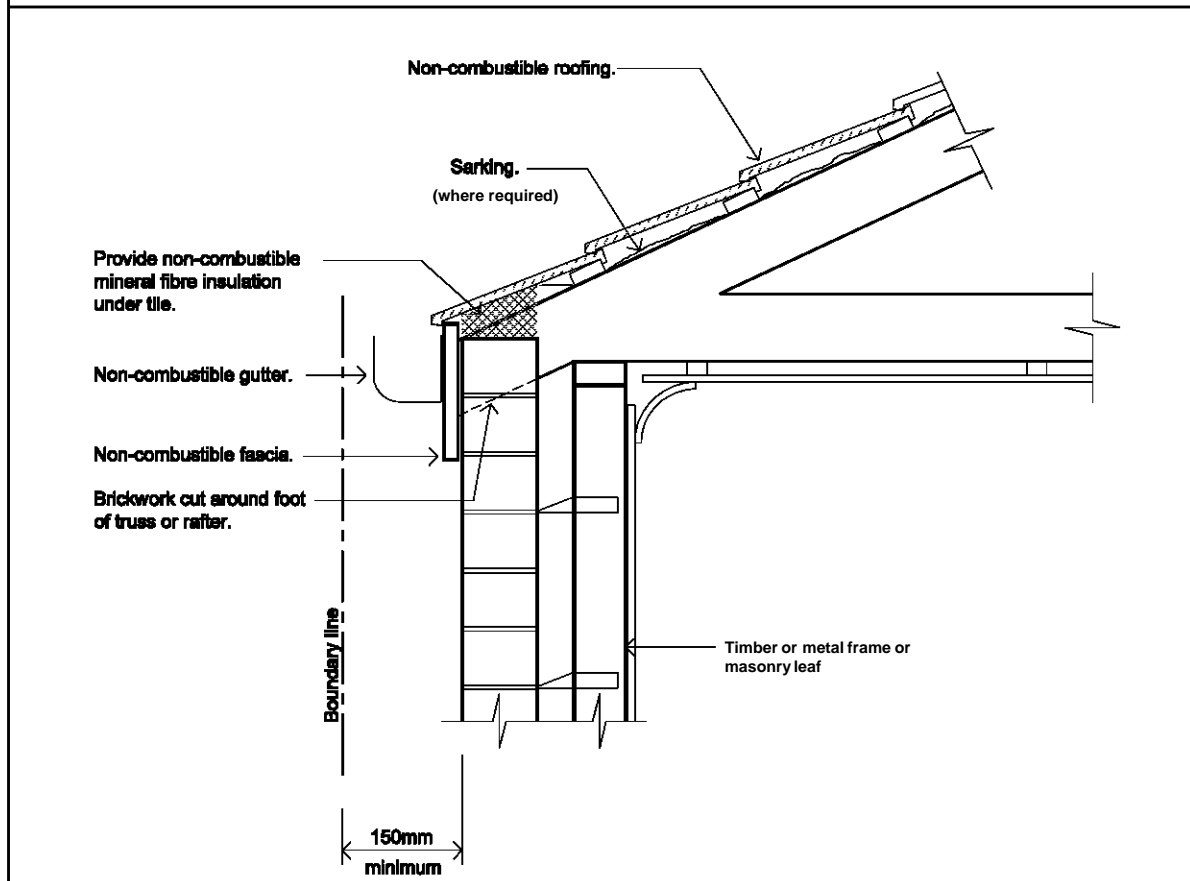 Non-combustible roofing.
Sarking.
(where required)
Provide non-combustible
mineral fibre insulation
under tile.
Non-combustible gutter.
Non-combustible fascia.
Brickwork cut around foot
of truss or rafter.
Boundary line
Timber or metal frame or
masonry leaf
150mm
minimum